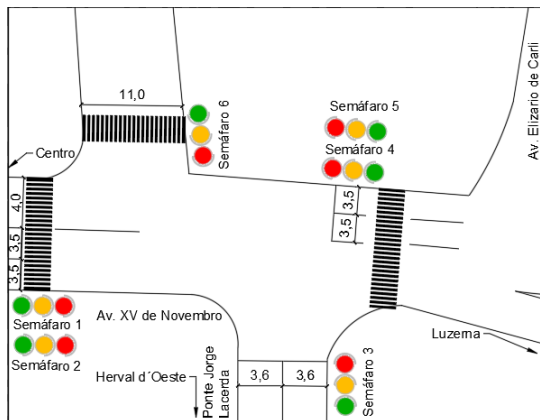 11,0
Semáfaro 6
Semáfaro 5
Semáfaro 4
Av. Elizario de Carli
Centro
4,0
3,5
3,5
3,5
3,5
Semáfaro 1
Semáfaro 2
Av. XV de Novembro
Luzema
Herval d´Oeste
Ponte Jorge
Lacerda
3,6
3,6
Semáfaro 3